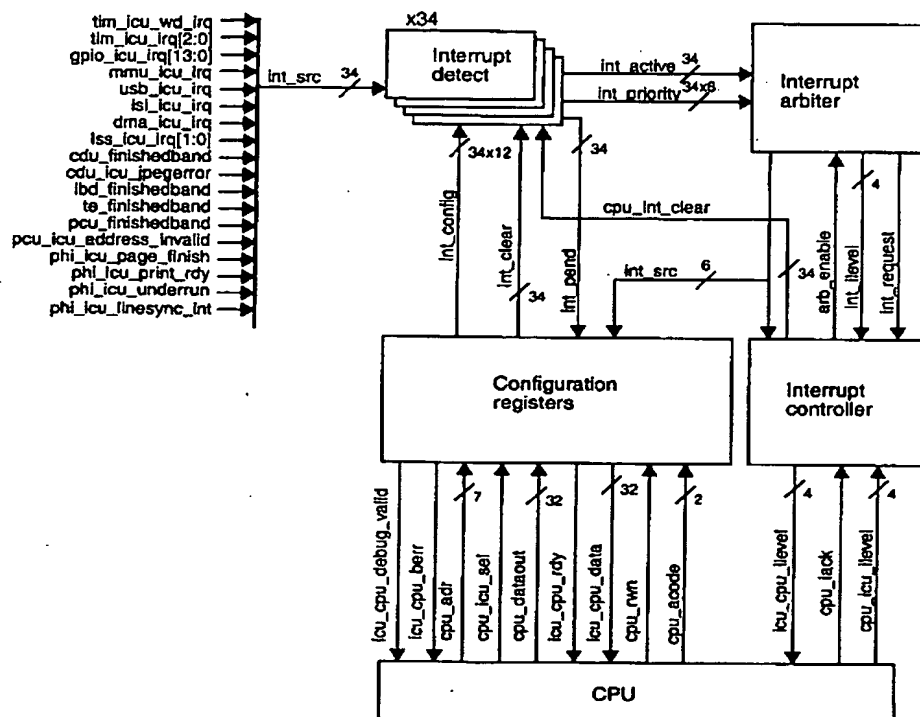 tim_icu_wd_irq
tim_icu_irq[2:0]
gpio_icu_irq[13:0]
mmu_icu_irq
usb_icu_irq
isi_icu_irq
dma_icu_irq
lss_icu_irq[1:0]
cdu_finishedband
cdu_icu_jpegerror
lbd_finishedband
te_finishedband
pcu_finishedband
pcu_icu_address_invalid
phi_icu_page_finish
phi_icu_print_rdy
phi_icu_underrun
phi_icu_linesync_int
int_src
34
x34
Interrupt
detect
int_active
34
int_priority
34x8
Interrupt
arbiter
34x12
int_config
int_clear
34
int_pend
34
cpu_int_clear
int_src
6
34
arb_enable
int_ilevel
4
int_request
Configuration
registers
Interrupt
controller
icu_cpu_debug_valid
icu_cpu_berr
cpu_adr
7
cpu_icu_sel
cpu_dataout
32
icu_cpu_rdy
icu_cpu_data
32
cpu_rwn
cpu_acode
2
icu_cpu_ilevel
4
cpu_iack
cpu_icu_ilevel
4
CPU